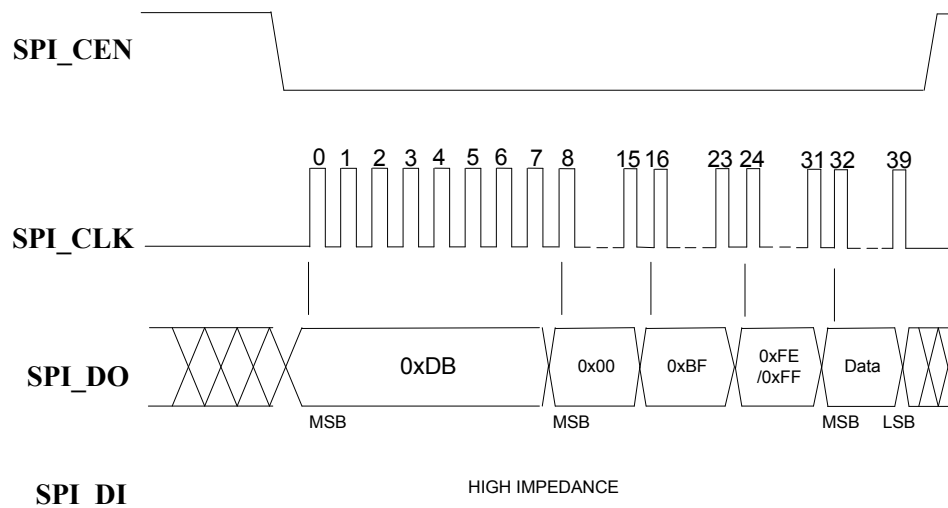 SPI_CEN
0 1 2 3 4 5 6 7 8 15 16 23 24 31 32 39
SPI_CLK
SPI_DO
0xDB
0x00
0xBF
0xFE
/0xFF
Data
MSB MSB MSB LSB
SPI_DI
HIGH IMPEDANCE